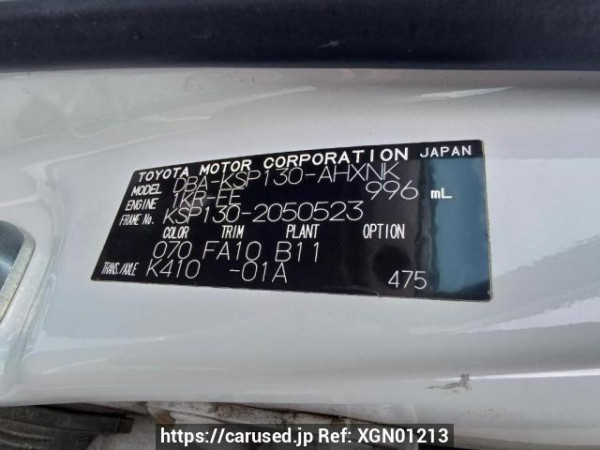 TOYOTA MOTOR CORPORATION JAPAN
MODEL DBA-KSP130-AHXNK
ENGINE 1KR-FE 996 mL
FRAME No. KSP130-2050523
COLOR TRIM PLANT OPTION
070 FA10 B11
TRANS./AXLE K410 -01A 475
https://carused.jp Ref: XGN01213